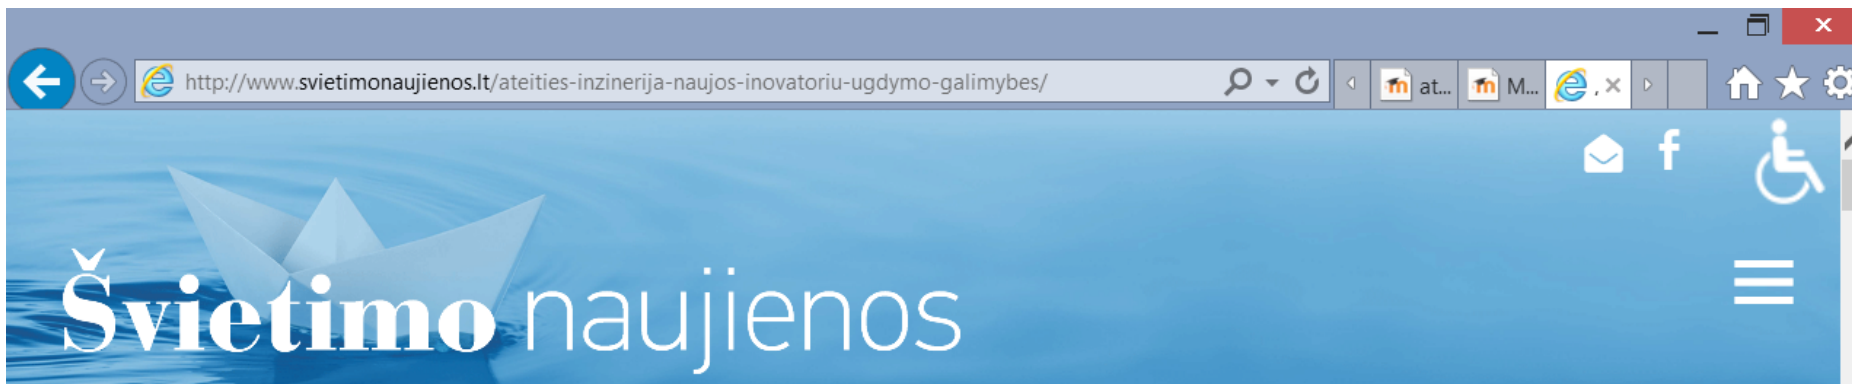 http://www.svietimonaujienos.lt/ateities-inzinerija-naujos-inovatoriu-ugdymo-galimybes/
at...
M...
Švietimo naujienos